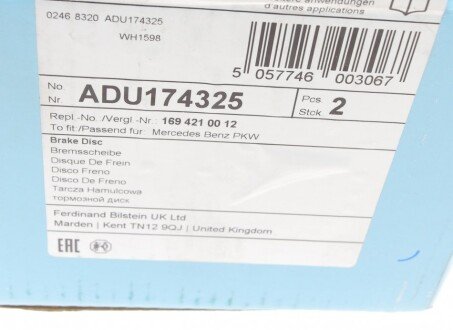 weitere Anwendungen
d'autres applications
0246 8320 ADU174325
WH1598
5 057746 003067
No.
Nr. ADU174325
Pcs.
Stck 2
Repl.-No. /Vergl.-Nr.: 169 421 00 12
To fit /Passend für: Mercedes Benz PKW
Brake Disc
Bremsscheibe
Disque De Frein
Disco Freno
Disco De Freno
Tarcza Hamulcowa
тормозной диск
Ferdinand Bilstein UK Ltd
Marden | Kent TN12 9QJ | United Kingdom
EAC